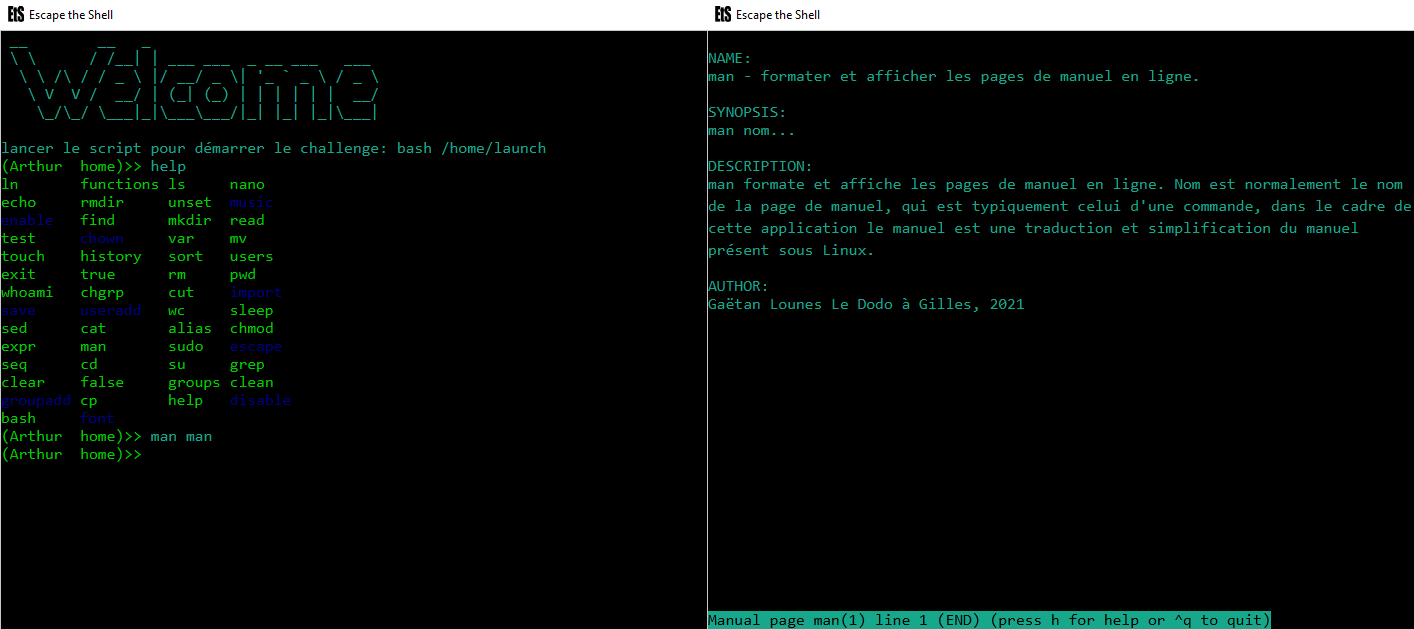 EtS Escape the Shell
Welcome
lancer le script pour démarrer le challenge: bash /home/launch
(Arthur  home)>> help
ln functions ls nano
echo rmdir unset music
enable find mkdir read
test chown var mv
touch history sort users
exit true rm pwd
whoami chgrp cut import
save useradd wc sleep
sed cat alias chmod
expr man sudo escape
seq cd su grep
clear false groups clean
groupadd cp help disable
bash font
(Arthur  home)>> man man
(Arthur  home)>>
EtS Escape the Shell
NAME:
man - formater et afficher les pages de manuel en ligne.
SYNOPSIS:
man nom...
DESCRIPTION:
man formate et affiche les pages de manuel en ligne. Nom est normalement le nom
de la page de manuel, qui est typiquement celui d'une commande, dans le cadre de
cette application le manuel est une traduction et simplification du manuel
présent sous Linux.
AUTHOR:
Gaëtan Lounes Le Dodo à Gilles, 2021
Manual page man(1) line 1 (END) (press h for help or ^q to quit)